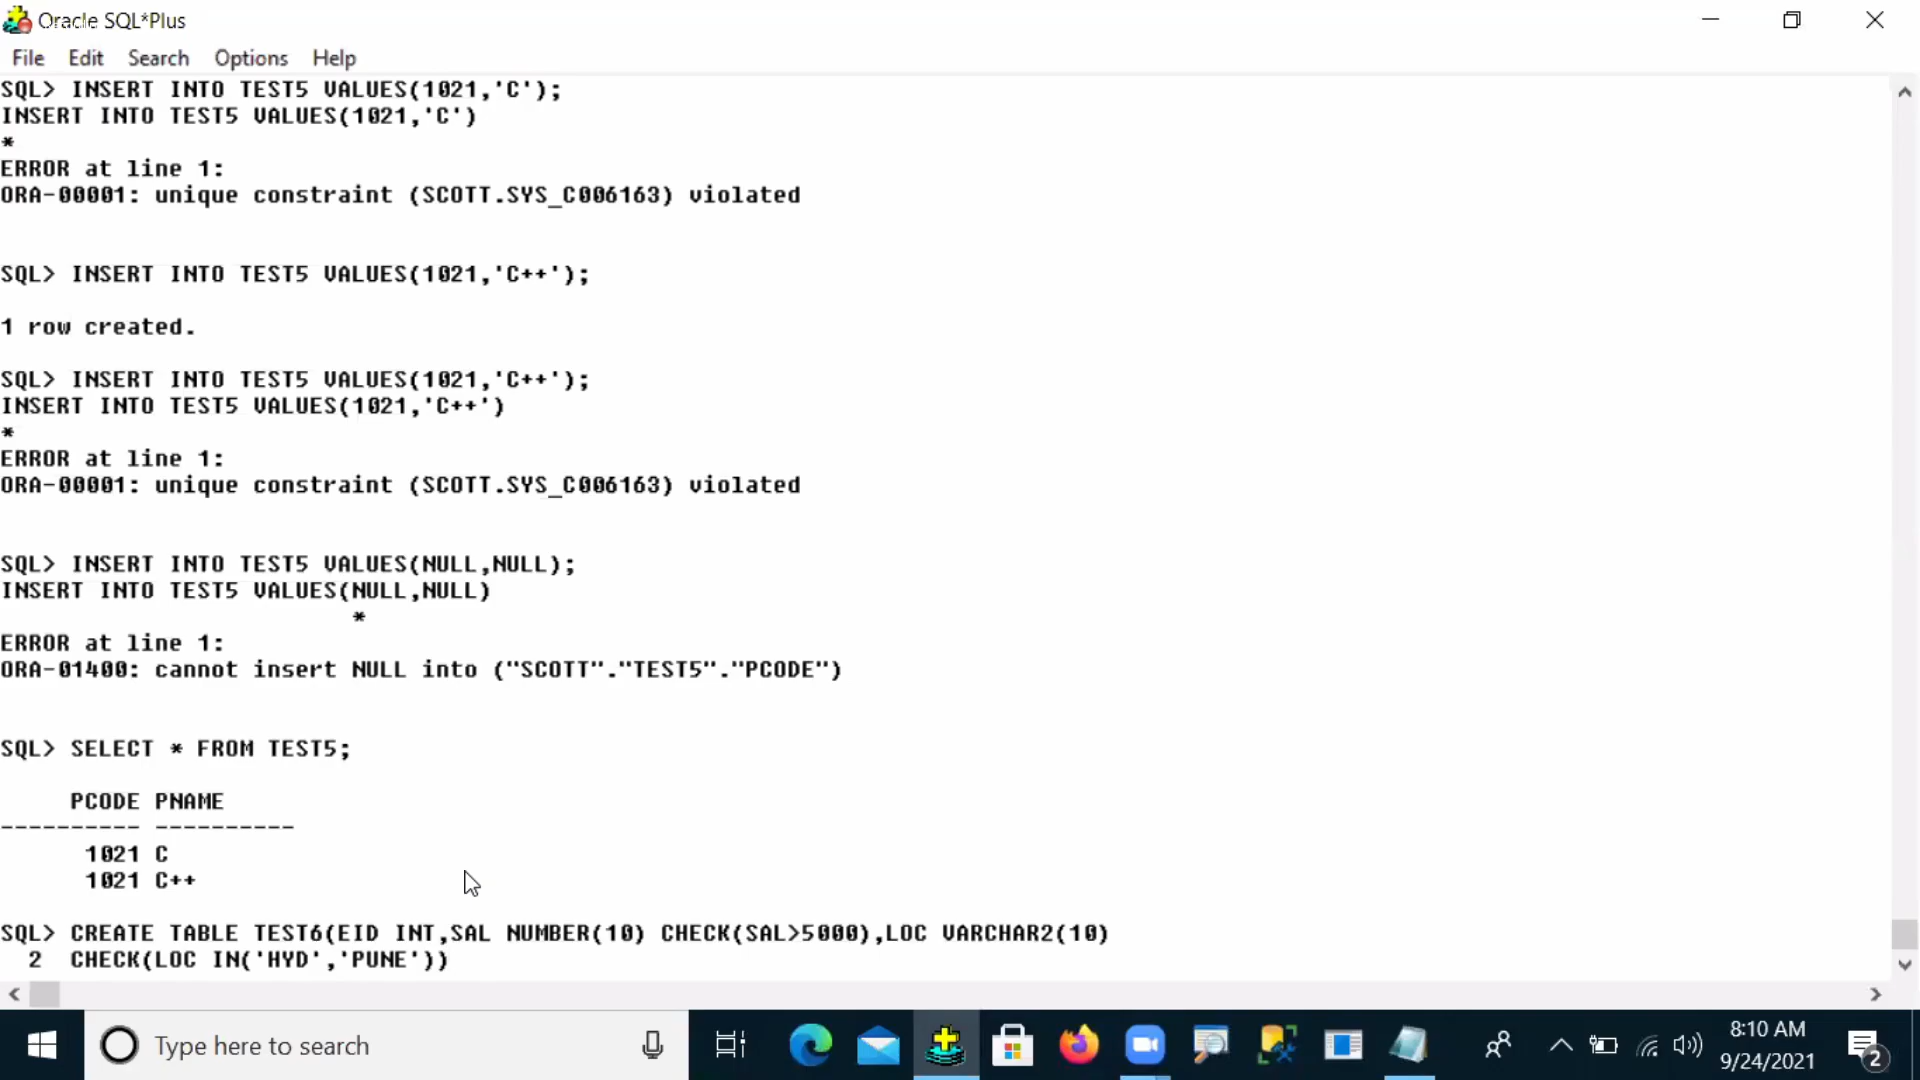 Oracle SQL*Plus
File Edit Search Options Help
SQL> INSERT INTO TEST5 VALUES(1021,'C');
INSERT INTO TEST5 VALUES(1021,'C')
*
ERROR at line 1:
ORA-00001: unique constraint (SCOTT.SYS_C006163) violated
SQL> INSERT INTO TEST5 VALUES(1021,'C++');
1 row created.
SQL> INSERT INTO TEST5 VALUES(1021,'C++');
INSERT INTO TEST5 VALUES(1021,'C++')
*
ERROR at line 1:
ORA-00001: unique constraint (SCOTT.SYS_C006163) violated
SQL> INSERT INTO TEST5 VALUES(NULL,NULL);
INSERT INTO TEST5 VALUES(NULL,NULL)
*
ERROR at line 1:
ORA-01400: cannot insert NULL into ("SCOTT"."TEST5"."PCODE")
SQL> SELECT * FROM TEST5;
PCODE PNAME
---------- ----------
1021 C
1021 C++
SQL> CREATE TABLE TEST6(EID INT,SAL NUMBER(10) CHECK(SAL>5000),LOC VARCHAR2(10)
2 CHECK(LOC IN('HYD','PUNE'))
Type here to search
8:10 AM
9/24/2021
2